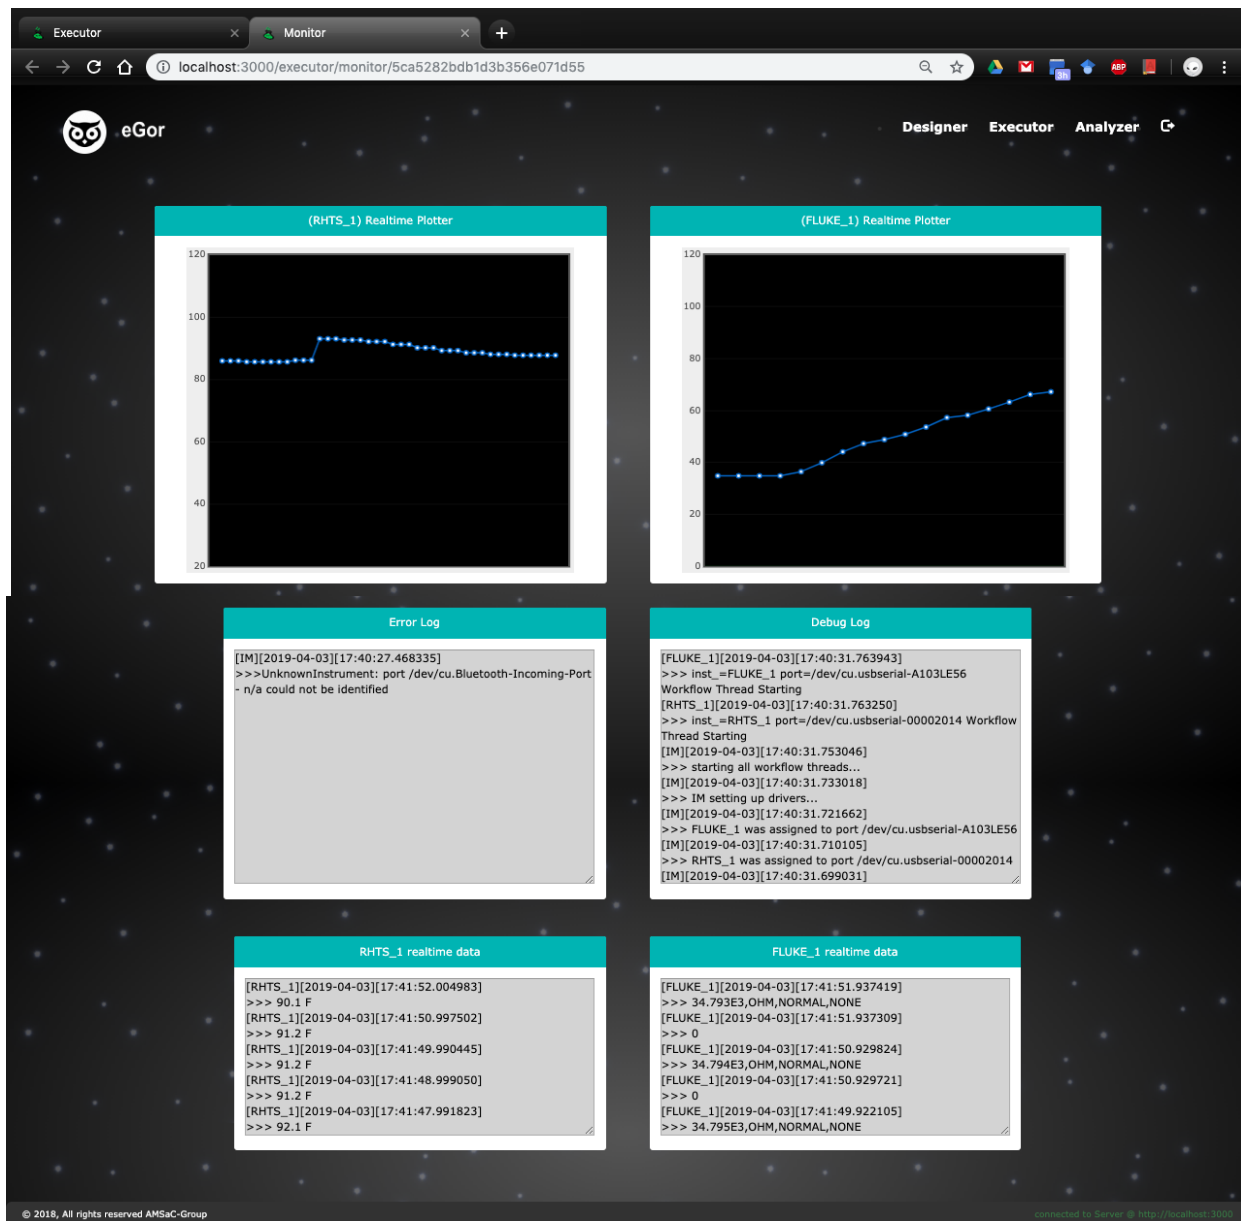 Executor
Monitor
localhost:3000/executor/monitor/5ca5282bdb1d3b356e071d55
3h
ABP
eGor
Designer Executor Analyzer
(RHTS_1) Realtime Plotter
120
100
80
60
40
20
(FLUKE_1) Realtime Plotter
120
100
80
60
40
20
0
Error Log
[IM][2019-04-03][17:40:27.468335]
>>>UnknownInstrument: port /dev/cu.Bluetooth-Incoming-Port
- n/a could not be identified
Debug Log
[FLUKE_1][2019-04-03][17:40:31.763943]
>>> inst_=FLUKE_1 port=/dev/cu.usbserial-A103LE56
Workflow Thread Starting
[RHTS_1][2019-04-03][17:40:31.763250]
>>> inst_=RHTS_1 port=/dev/cu.usbserial-00002014 Workflow
Thread Starting
[IM][2019-04-03][17:40:31.753046]
>>> starting all workflow threads...
[IM][2019-04-03][17:40:31.733018]
>>> IM setting up drivers...
[IM][2019-04-03][17:40:31.721662]
>>> FLUKE_1 was assigned to port /dev/cu.usbserial-A103LE56
[IM][2019-04-03][17:40:31.710105]
>>> RHTS_1 was assigned to port /dev/cu.usbserial-00002014
[IM][2019-04-03][17:40:31.699031]
RHTS_1 realtime data
[RHTS_1][2019-04-03][17:41:52.004983]
>>> 90.1 F
[RHTS_1][2019-04-03][17:41:50.997502]
>>> 91.2 F
[RHTS_1][2019-04-03][17:41:49.990445]
>>> 91.2 F
[RHTS_1][2019-04-03][17:41:48.999050]
>>> 91.2 F
[RHTS_1][2019-04-03][17:41:47.991823]
>>> 92.1 F
FLUKE_1 realtime data
[FLUKE_1][2019-04-03][17:41:51.937419]
>>> 34.793E3,OHM,NORMAL,NONE
[FLUKE_1][2019-04-03][17:41:51.937309]
>>> 0
[FLUKE_1][2019-04-03][17:41:50.929824]
>>> 34.794E3,OHM,NORMAL,NONE
[FLUKE_1][2019-04-03][17:41:50.929721]
>>> 0
[FLUKE_1][2019-04-03][17:41:49.922105]
>>> 34.795E3,OHM,NORMAL,NONE
© 2018, All rights reserved AMSaC-Group
connected to Server @ http://localhost:3000